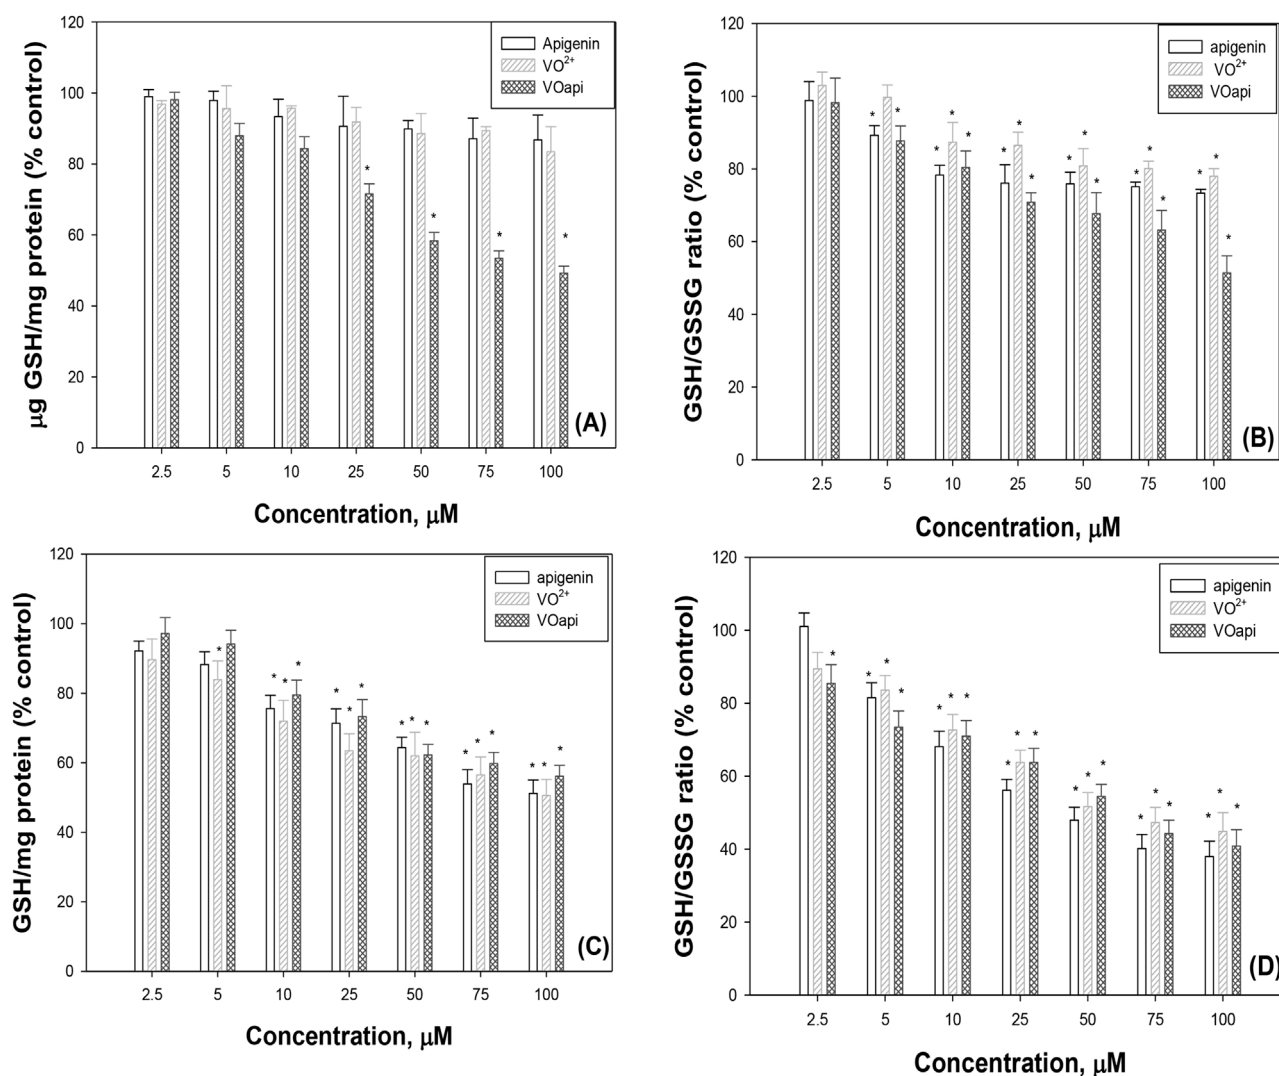 120
100
80
60
40
20
0
µg GSH/mg protein (% control)
Apigenin
VO2+
VOapi
* * * *
(A)
2.5 5 10 25 50 75 100
Concentration, µM
120
100
80
60
40
20
0
GSH/GSSG ratio (% control)
apigenin
VO2+
VOapi
* * * * * * * * * * * * * * * * *
(B)
2.5 5 10 25 50 75 100
Concentration, µM
120
100
80
60
40
20
0
GSH/mg protein (% control)
apigenin
VO2+
VOapi
* * * * * * * * * * * * * * * *
(C)
2.5 5 10 25 50 75 100
Concentration, µM
120
100
80
60
40
20
0
GSH/GSSG ratio (% control)
apigenin
VO2+
VOapi
* * * * * * * * * * * * * * * * * * *
(D)
2.5 5 10 25 50 75 100
Concentration, µM